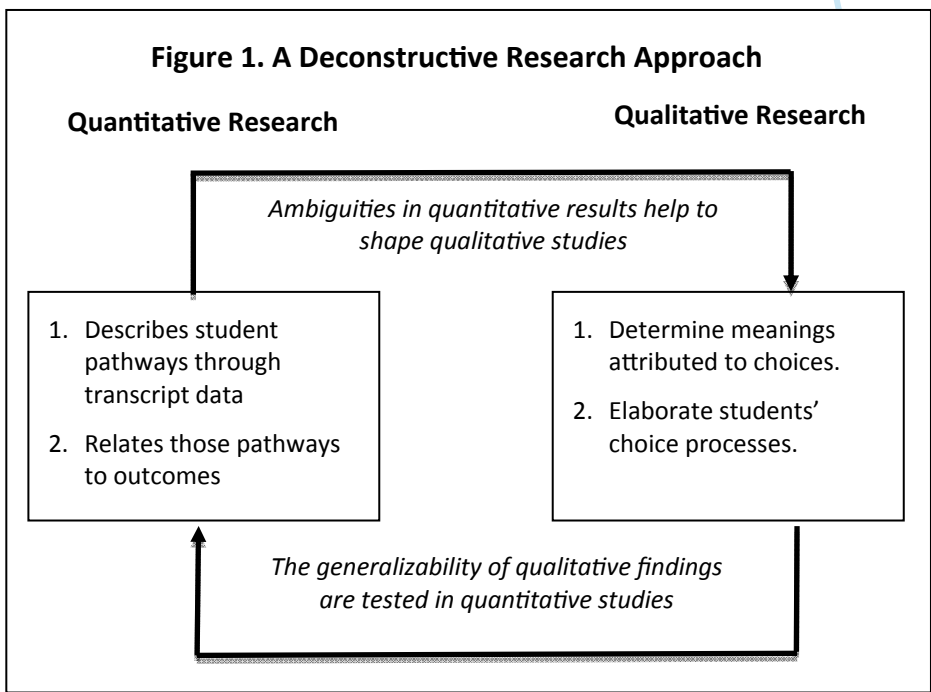 Figure 1. A Deconstructive Research Approach
Quantitative Research
Qualitative Research
Ambiguities in quantitative results help to
shape qualitative studies
1. Describes student
pathways through
transcript data
2. Relates those pathways
to outcomes
1. Determine meanings
attributed to choices.
2. Elaborate students’
choice processes.
The generalizability of qualitative findings
are tested in quantitative studies